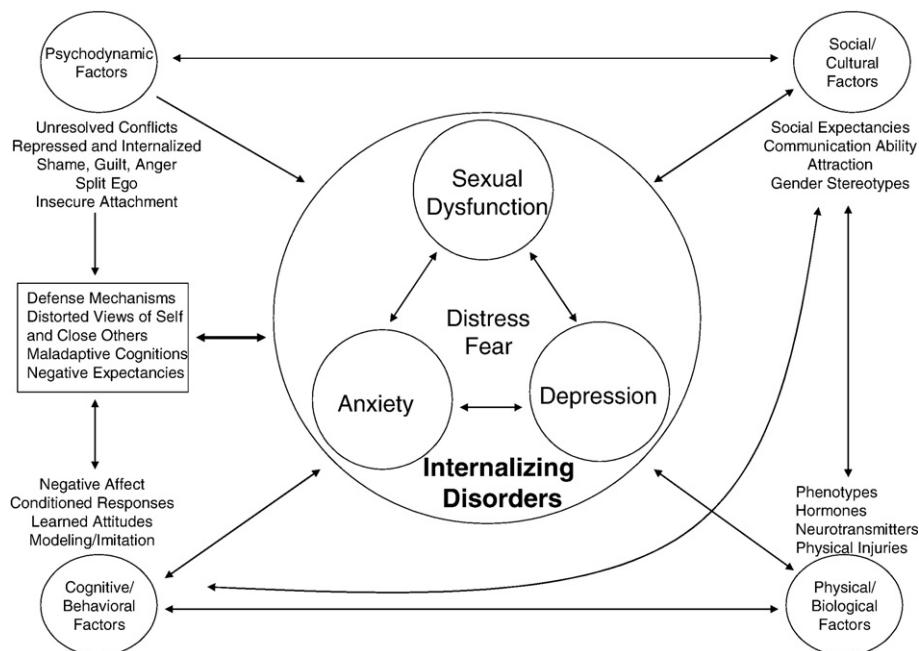 Psychodynamic
Factors
Social/
Cultural
Factors
Unresolved Conflicts
Repressed and Internalized
Shame, Guilt, Anger
Split Ego
Insecure Attachment
Social Expectancies
Communication Ability
Attraction
Gender Stereotypes
Sexual
Dysfunction
Defense Mechanisms
Distorted Views of Self
and Close Others
Maladaptive Cognitions
Negative Expectancies
Distress
Fear
Anxiety
Depression
Internalizing
Disorders
Negative Affect
Conditioned Responses
Learned Attitudes
Modeling/Imitation
Phenotypes
Hormones
Neurotransmitters
Physical Injuries
Cognitive/
Behavioral
Factors
Physical/
Biological
Factors